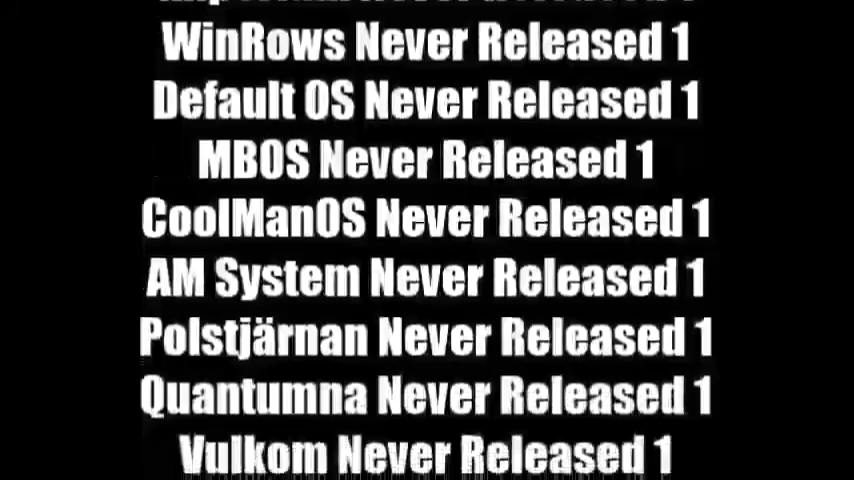 WinRows Never Released 1
Default OS Never Released 1
MBOS Never Released 1
CoolManOS Never Released 1
AM System Never Released 1
Polstjärnan Never Released 1
Quantumna Never Released 1
Vulkom Never Released 1